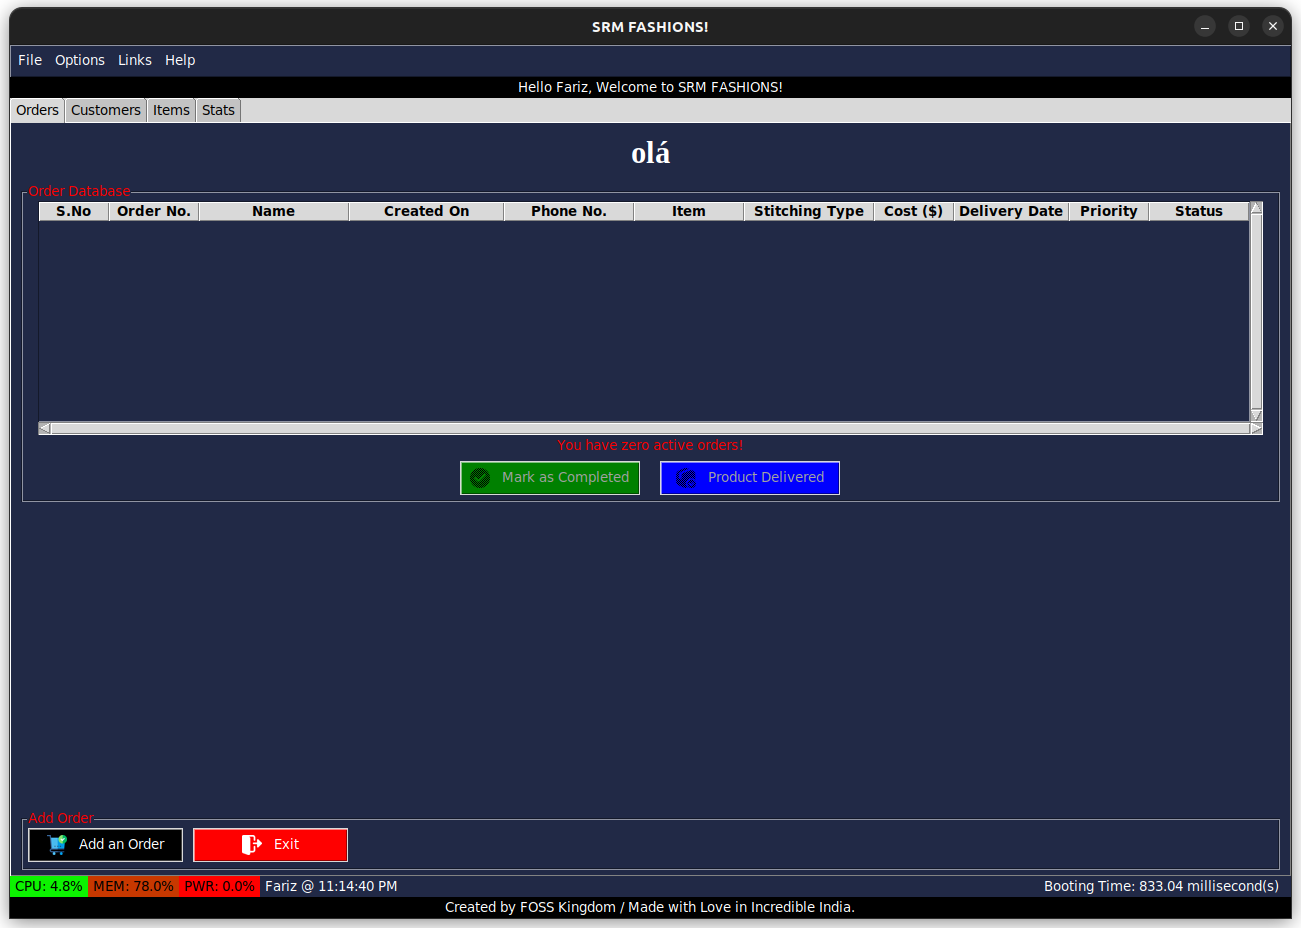 SRM FASHIONS!
File Options Links Help
Hello Fariz, Welcome to SRM FASHIONS!
Orders Customers Items Stats
olá
Order Database
S.No Order No. Name Created On Phone No. Item Stitching Type Cost ($) Delivery Date Priority Status
You have zero active orders!
Mark as Completed Product Delivered
Add Order
Add an Order Exit
CPU: 4.8% MEM: 78.0% PWR: 0.0% Fariz @ 11:14:40 PM Booting Time: 833.04 millisecond(s)
Created by FOSS Kingdom / Made with Love in Incredible India.